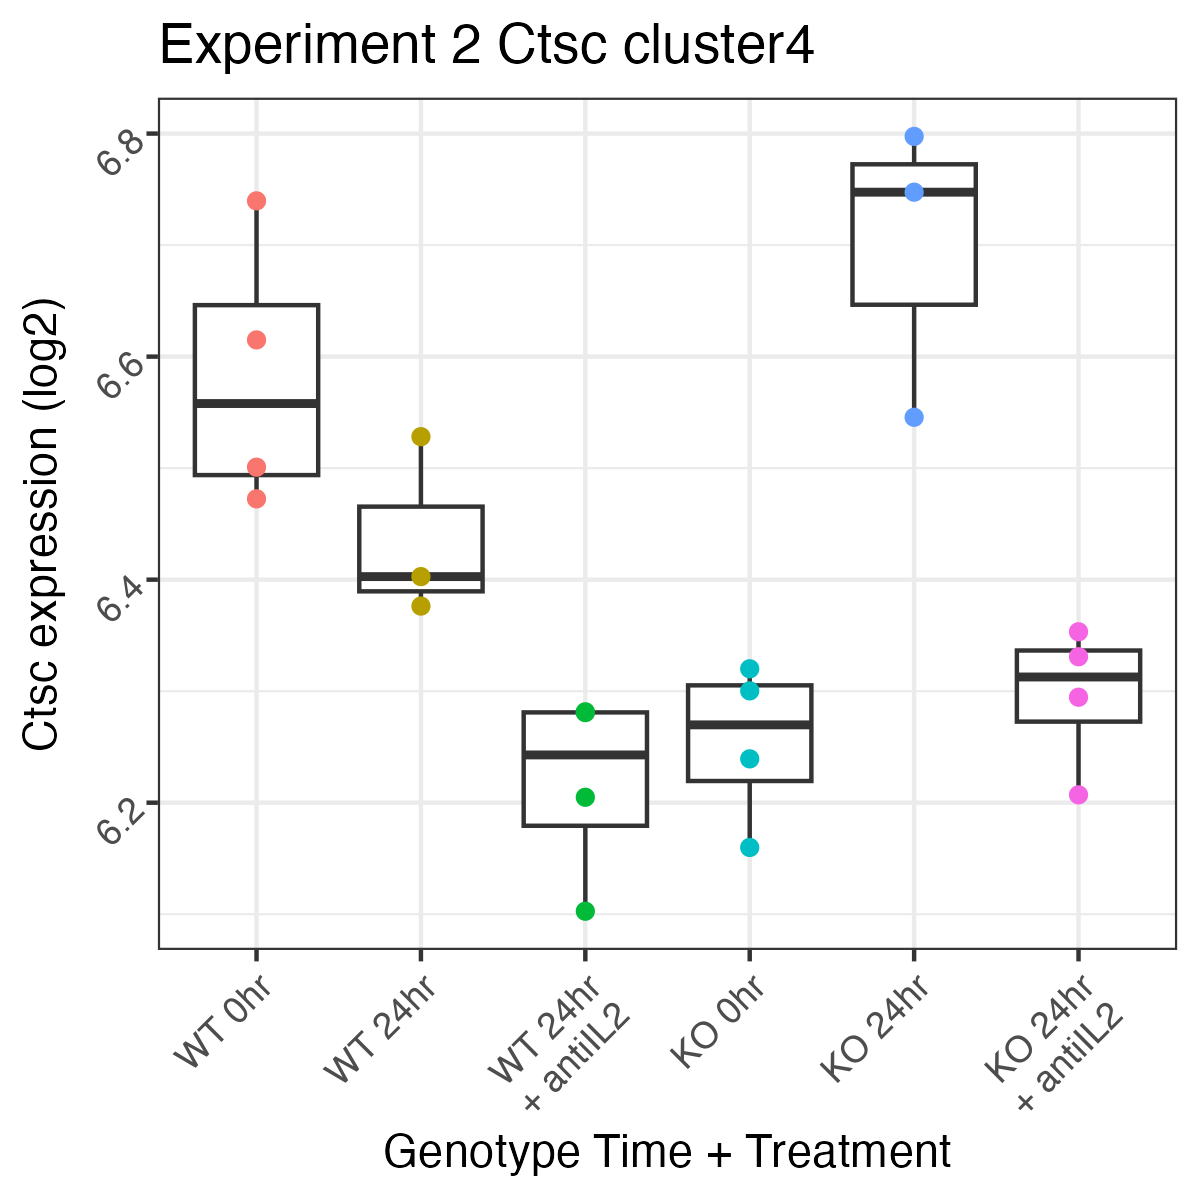 Experiment 2 Ctsc cluster4
Ctsc expression (log2)
6.8
6.6
6.4
6.2
WT 0hr
WT 24hr
WT 24hr
+ antiIL2
KO 0hr
KO 24hr
KO 24hr
+ antiIL2
Genotype Time + Treatment